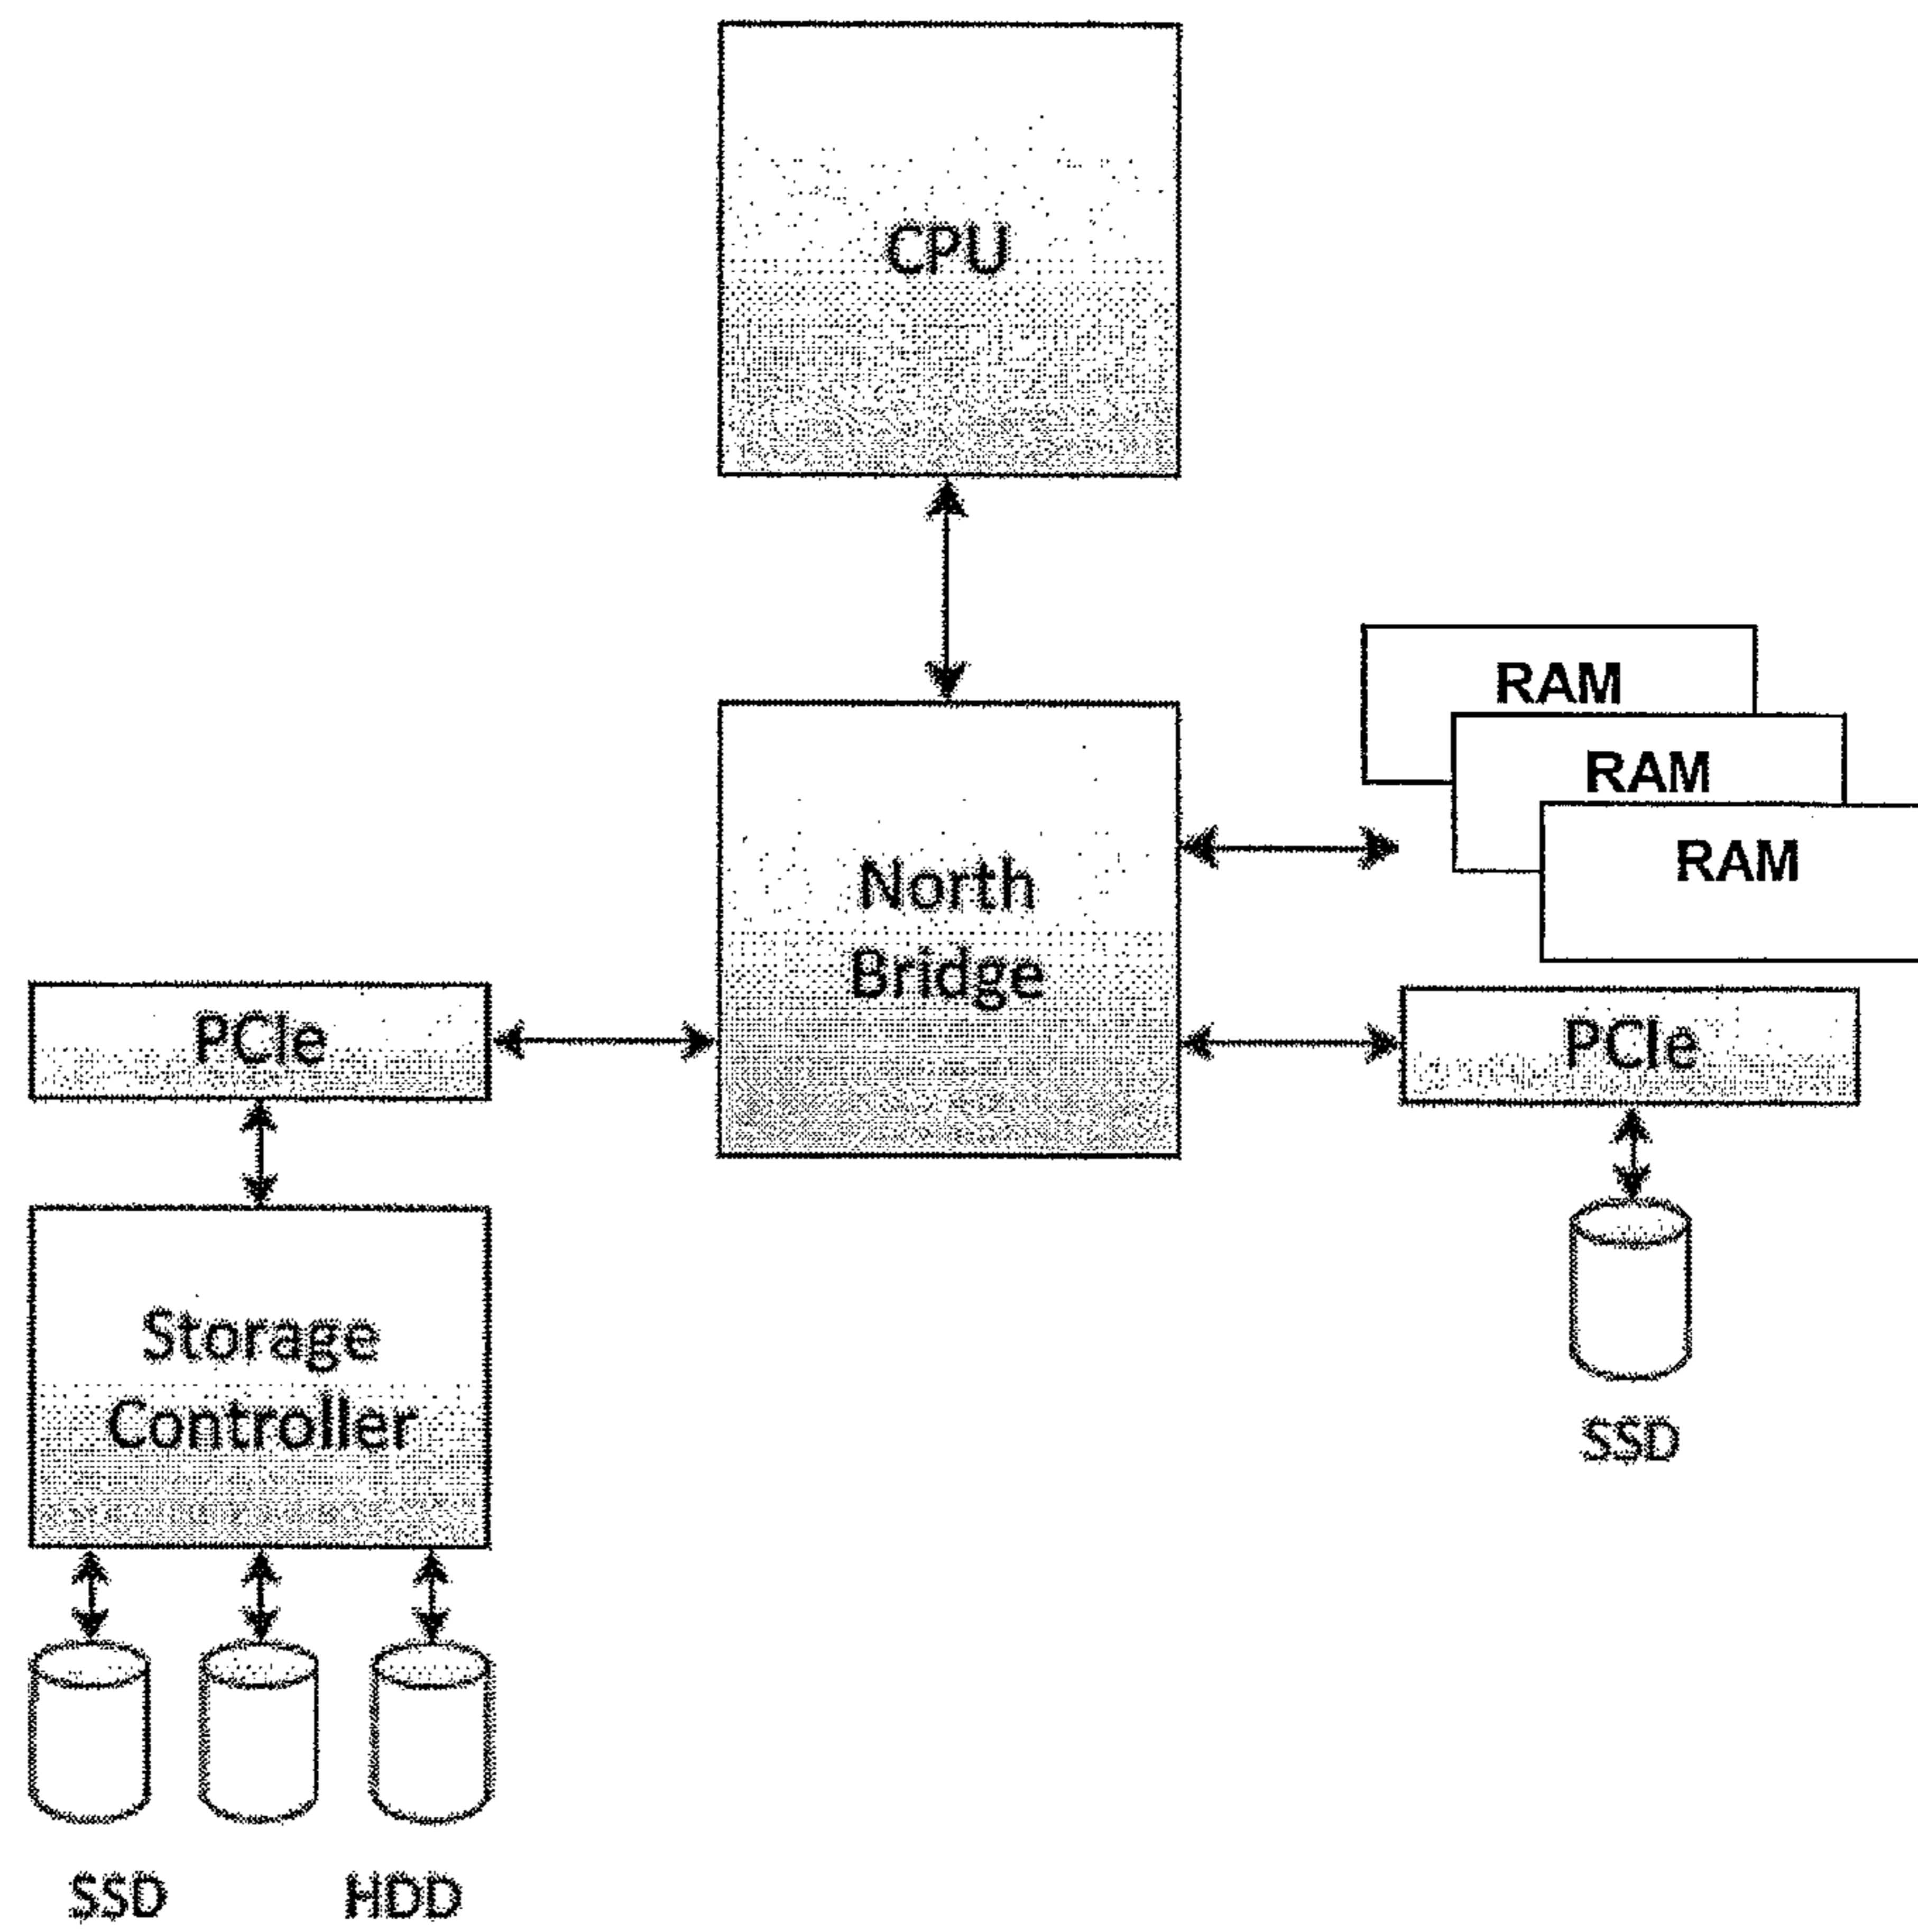 CPU
RAM
RAM
RAM
North
Bridge
PCIe
PCIe
Storage
Controller
SSD
SSD
HDD